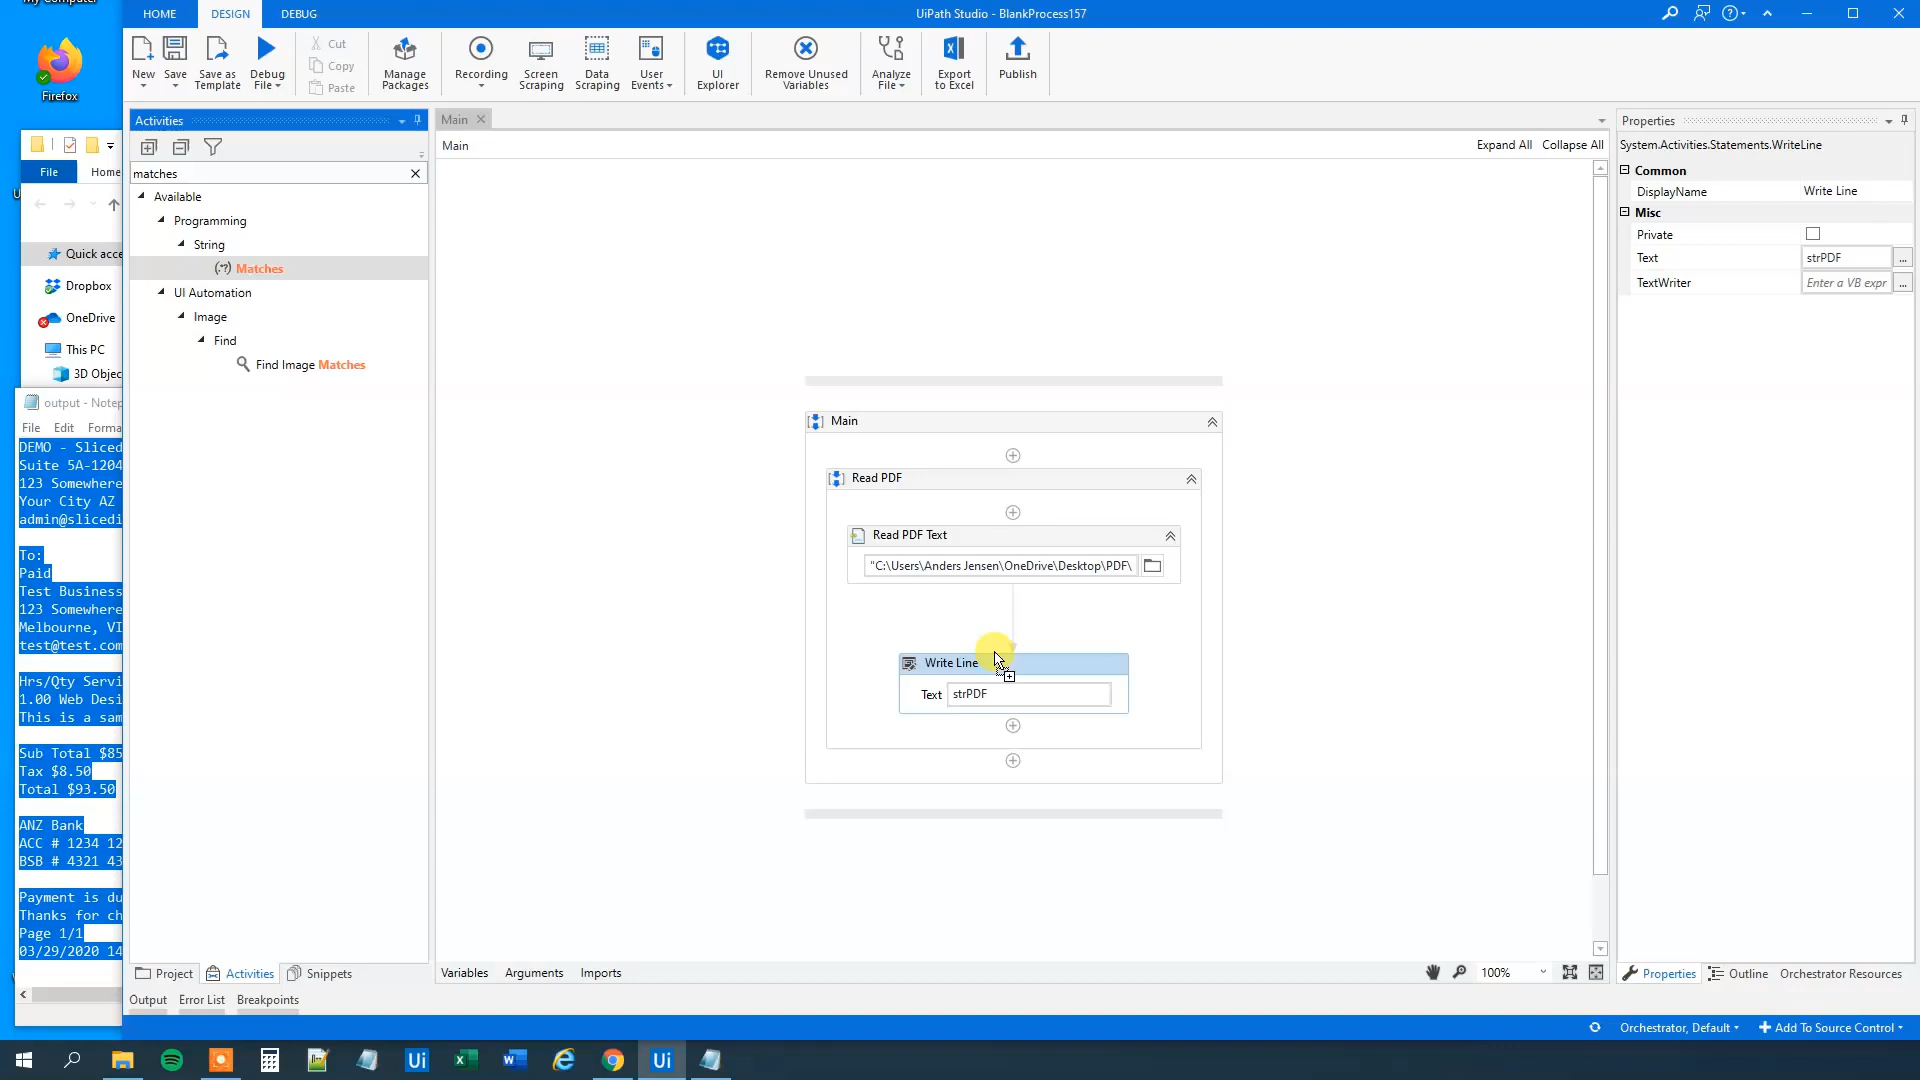 My Computer
Firefox
HOME
DESIGN
DEBUG
UiPath Studio - BlankProcess157
New
Save
Save as Template
Debug File
Cut
Copy
Paste
Manage Packages
Recording
Screen Scraping
Data Scraping
User Events
UI Explorer
Remove Unused Variables
Analyze File
Export to Excel
Publish
File
Home
Quick acce
Dropbox
OneDrive
This PC
3D Objec
output - Notep
File Edit Forma
DEMO - Sliced
Suite 5A-1204
123 Somewhere
Your City AZ
admin@slicedi
To:
Paid
Test Business
123 Somewhere
Melbourne, VI
test@test.com
Hrs/Qty Servi
1.00 Web Desi
This is a sam
Sub Total $85
Tax $8.50
Total $93.50
ANZ Bank
ACC # 1234 12
BSB # 4321 43
Payment is du
Thanks for ch
Page 1/1
03/29/2020 14
Activities
matches
Available
Programming
String
Matches
UI Automation
Image
Find
Find Image Matches
Project
Activities
Snippets
Output Error List Breakpoints
Main
Main
Expand All Collapse All
Main
Read PDF
Read PDF Text
"C:\Users\Anders Jensen\OneDrive\Desktop\PDF\
Write Line
Text strPDF
Variables Arguments Imports
100%
Properties
System.Activities.Statements.WriteLine
Common
DisplayName Write Line
Misc
Private
Text strPDF ...
TextWriter Enter a VB expr ...
Properties
Outline
Orchestrator Resources
Orchestrator, Default
Add To Source Control